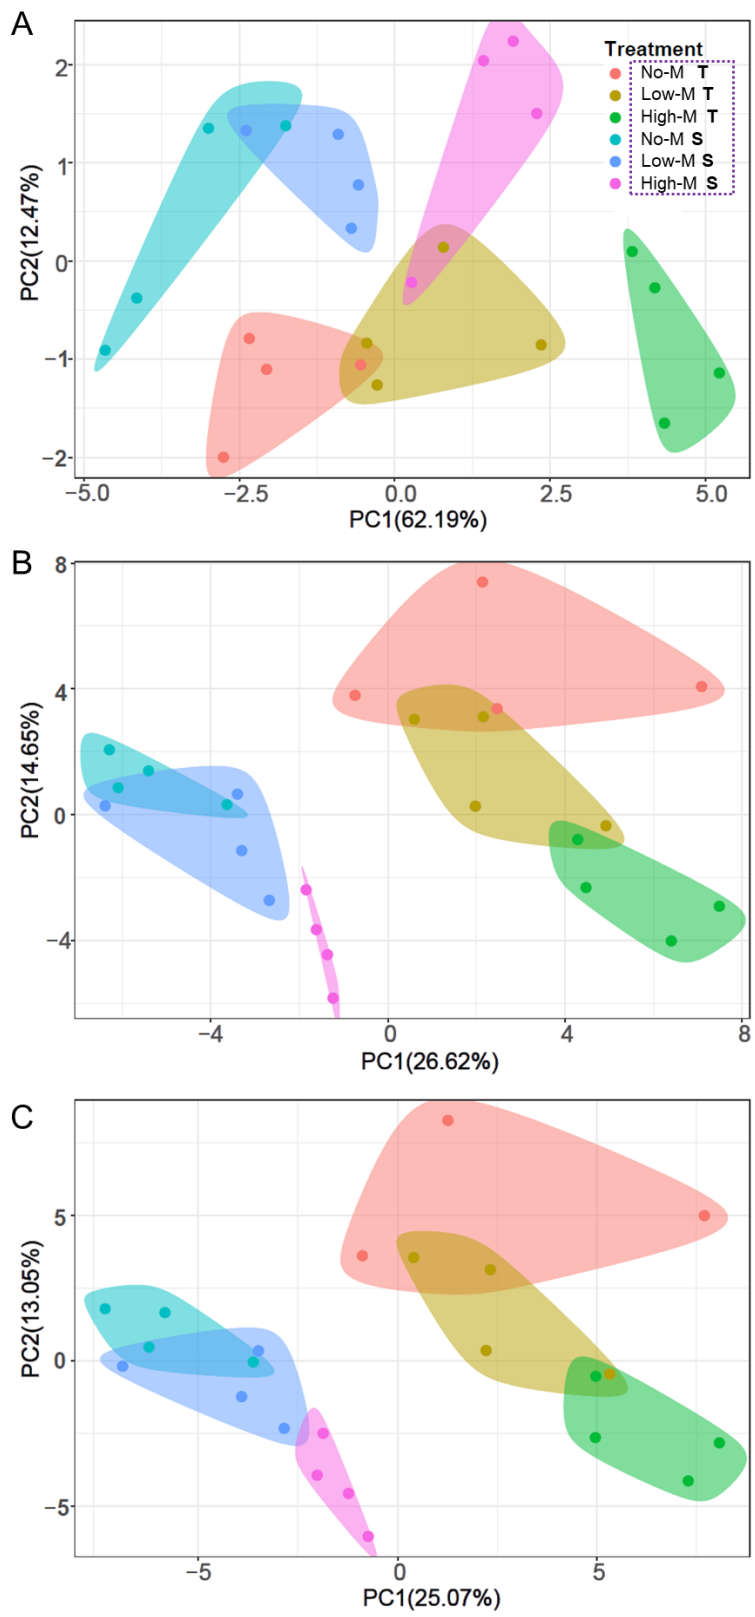 A
Treatment
No-M T
Low-M T
High-M T
No-M S
Low-M S
High-M S
2
1
0
−1
−2
PC2(12.47%)
−5.0
−2.5
0.0
2.5
5.0
PC1(62.19%)
B
8
4
0
−4
PC2(14.65%)
−4
0
4
8
PC1(26.62%)
C
5
0
−5
PC2(13.05%)
−5
0
5
PC1(25.07%)